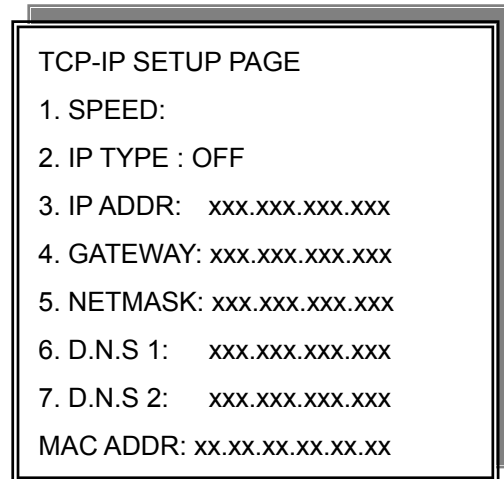 TCP-IP SETUP PAGE
1. SPEED:
2. IP TYPE : OFF
3. IP ADDR: xxx.xxx.xxx.xxx
4. GATEWAY: xxx.xxx.xxx.xxx
5. NETMASK: xxx.xxx.xxx.xxx
6. D.N.S 1: xxx.xxx.xxx.xxx
7. D.N.S 2: xxx.xxx.xxx.xxx
MAC ADDR: xx.xx.xx.xx.xx.xx